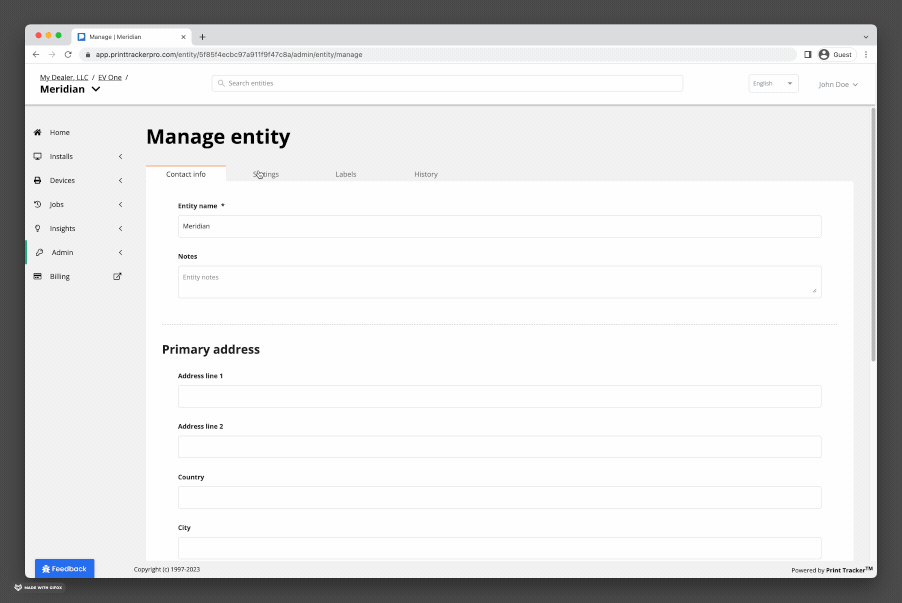 Manage | Meridian
app.printtrackerpro.com/entity/5f85f4ecbc97a911f9f47c8a/admin/entity/manage
Guest
My Dealer, LLC / EV One /
Meridian
Search entities
English
John Doe
Home
Installs
Devices
Jobs
Insights
Admin
Billing
Manage entity
Contact info
Settings
Labels
History
Entity name *
Meridian
Notes
Entity notes
Primary address
Address line 1
Address line 2
Country
City
Feedback
Copyright (c) 1997-2023
Powered by Print Tracker™
MADE WITH GIFOX